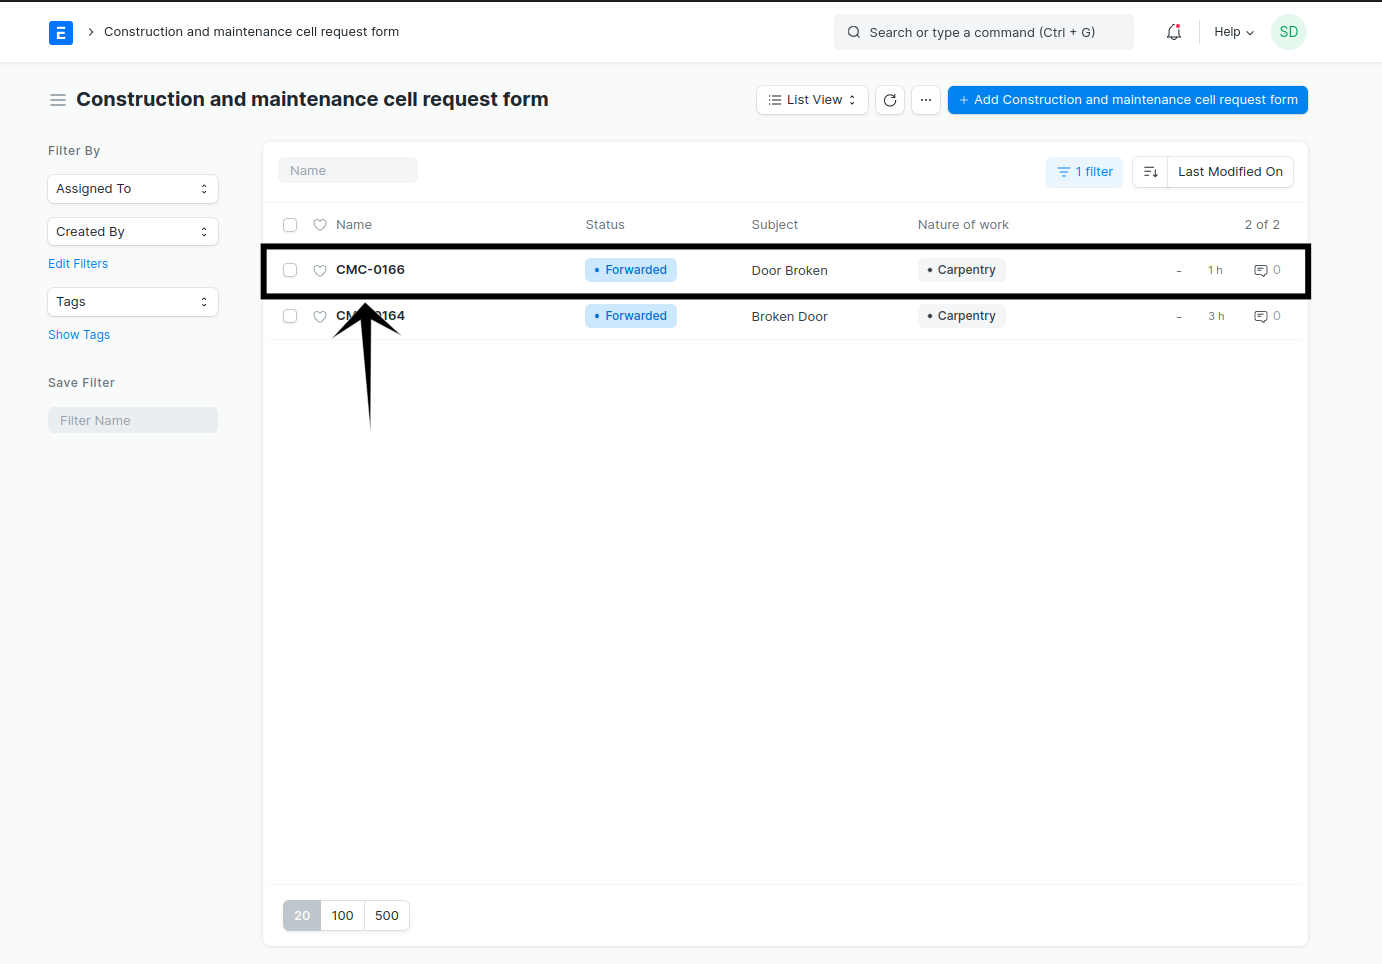 E > Construction and maintenance cell request form
Search or type a command (Ctrl + G)
Help
SD
Construction and maintenance cell request form
List View
+ Add Construction and maintenance cell request form
Filter By
Assigned To
Created By
Edit Filters
Tags
Show Tags
Save Filter
Filter Name
Name
1 filter
Last Modified On
Name Status Subject Nature of work 2 of 2
CMC-0166 • Forwarded Door Broken • Carpentry - 1 h 0
• Forwarded Broken Door • Carpentry - 3 h 0
20 100 500